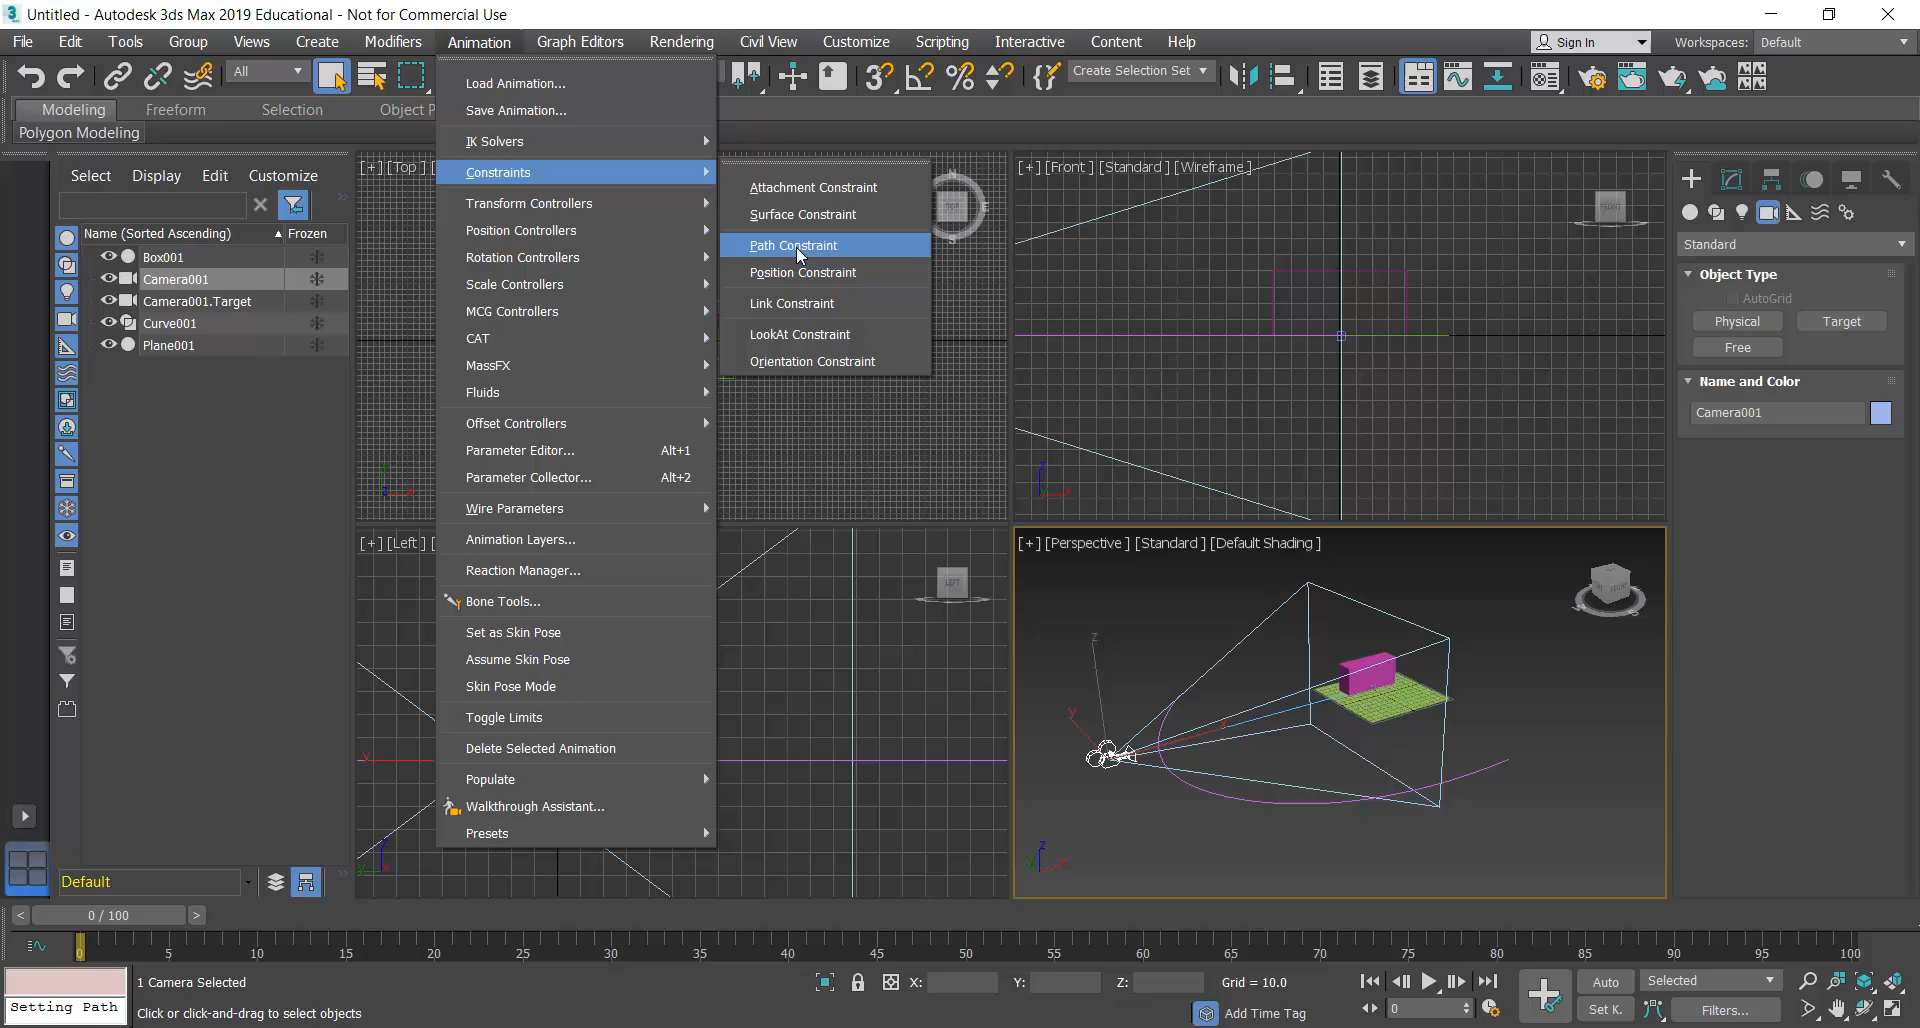 Untitled - Autodesk 3ds Max 2019 Educational - Not for Commercial Use
File Edit Tools Group Views Create Modifiers Animation Graph Editors Rendering Civil View Customize Scripting Interactive Content Help Sign In Workspaces: Default
All Create Selection Set
Modeling Freeform Selection Object P
Polygon Modeling
Select Display Edit Customize
Name (Sorted Ascending) Frozen
Box001
Camera001
Camera001.Target
Curve001
Plane001
Default
Load Animation...
Save Animation...
IK Solvers
Constraints
Transform Controllers
Position Controllers
Rotation Controllers
Scale Controllers
MCG Controllers
CAT
MassFX
Fluids
Offset Controllers
Parameter Editor... Alt+1
Parameter Collector... Alt+2
Wire Parameters
Animation Layers...
Reaction Manager...
Bone Tools...
Set as Skin Pose
Assume Skin Pose
Skin Pose Mode
Toggle Limits
Delete Selected Animation
Populate
Walkthrough Assistant...
Presets
Attachment Constraint
Surface Constraint
Path Constraint
Position Constraint
Link Constraint
LookAt Constraint
Orientation Constraint
[+] [Top ] [
TOP
N
E
S
[+] [Front ] [Standard ] [Wireframe ]
FRONT
[+] [Left ] [
LEFT
[+] [Perspective ] [Standard ] [Default Shading ]
Standard
Object Type
AutoGrid
Physical Target
Free
Name and Color
Camera001
< 0 / 100 >
0 5 10 15 20 25 30 35 40 45 50 55 60 65 70 75 80 85 90 95 100
1 Camera Selected X: Y: Z: Grid = 10.0 Auto Selected
Setting Path Click or click-and-drag to select objects Add Time Tag 0 Set K. Filters...